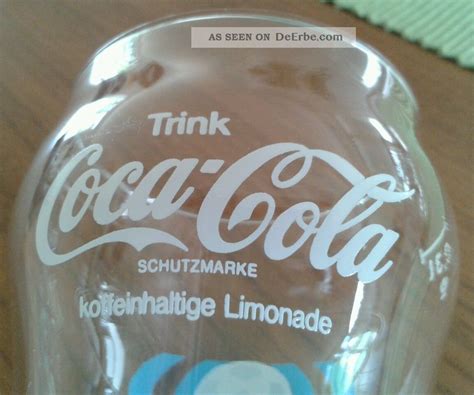 AS SEEN ON DeErbe.com
Trink
Coca-Cola
SCHUTZMARKE
koffeinhaltige Limonade